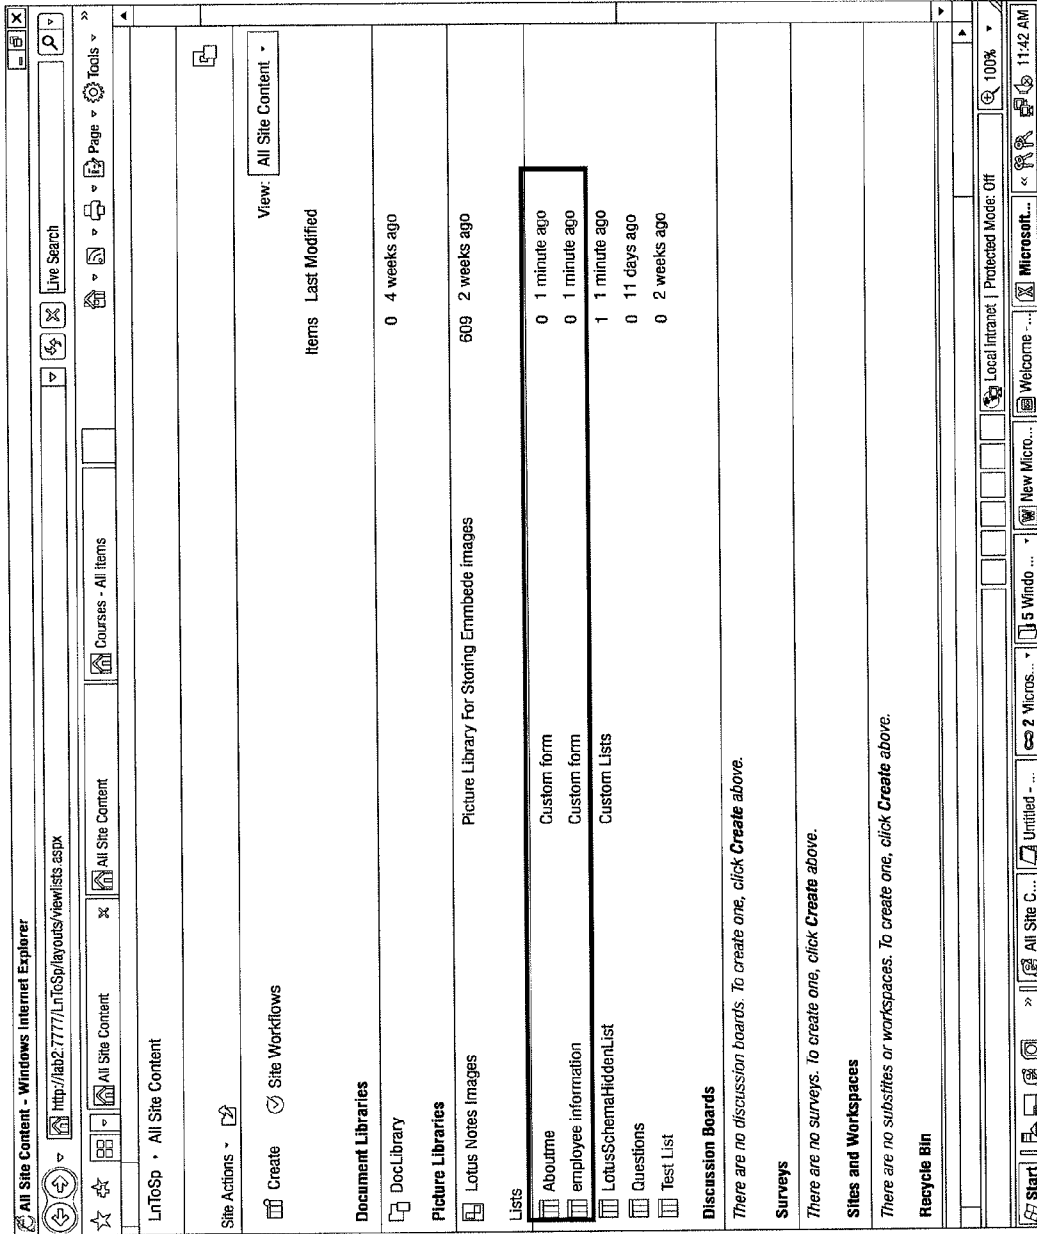 All Site Content - Windows Internet Explorer
http://lab2:7777/LnToSp/layouts/viewlists.aspx
Live Search
All Site Content
All Site Content
Courses - All items
Page
Tools
LnToSp · All Site Content
Site Actions
Create
Site Workflows
View: All Site Content
Items Last Modified
Document Libraries
DocLibrary 0 4 weeks ago
Picture Libraries
Lotus Notes Images Picture Library For Storing Emmbede images 609 2 weeks ago
Lists
Aboutme Custom form 0 1 minute ago
employee information Custom form 0 1 minute ago
LotusSchemaHiddenList Custom Lists 1 1 minute ago
Questions 0 11 days ago
Test List 0 2 weeks ago
Discussion Boards
There are no discussion boards. To create one, click Create above.
Surveys
There are no surveys. To create one, click Create above.
Sites and Workspaces
There are no substites or workspaces. To create one, click Create above.
Recycle Bin
Local Intranet | Protected Mode: Off
100%
Start
All Site C...
Untitled - ...
2 Micros...
5 Windo ...
New Micro...
Welcome -...
Microsoft...
11:42 AM